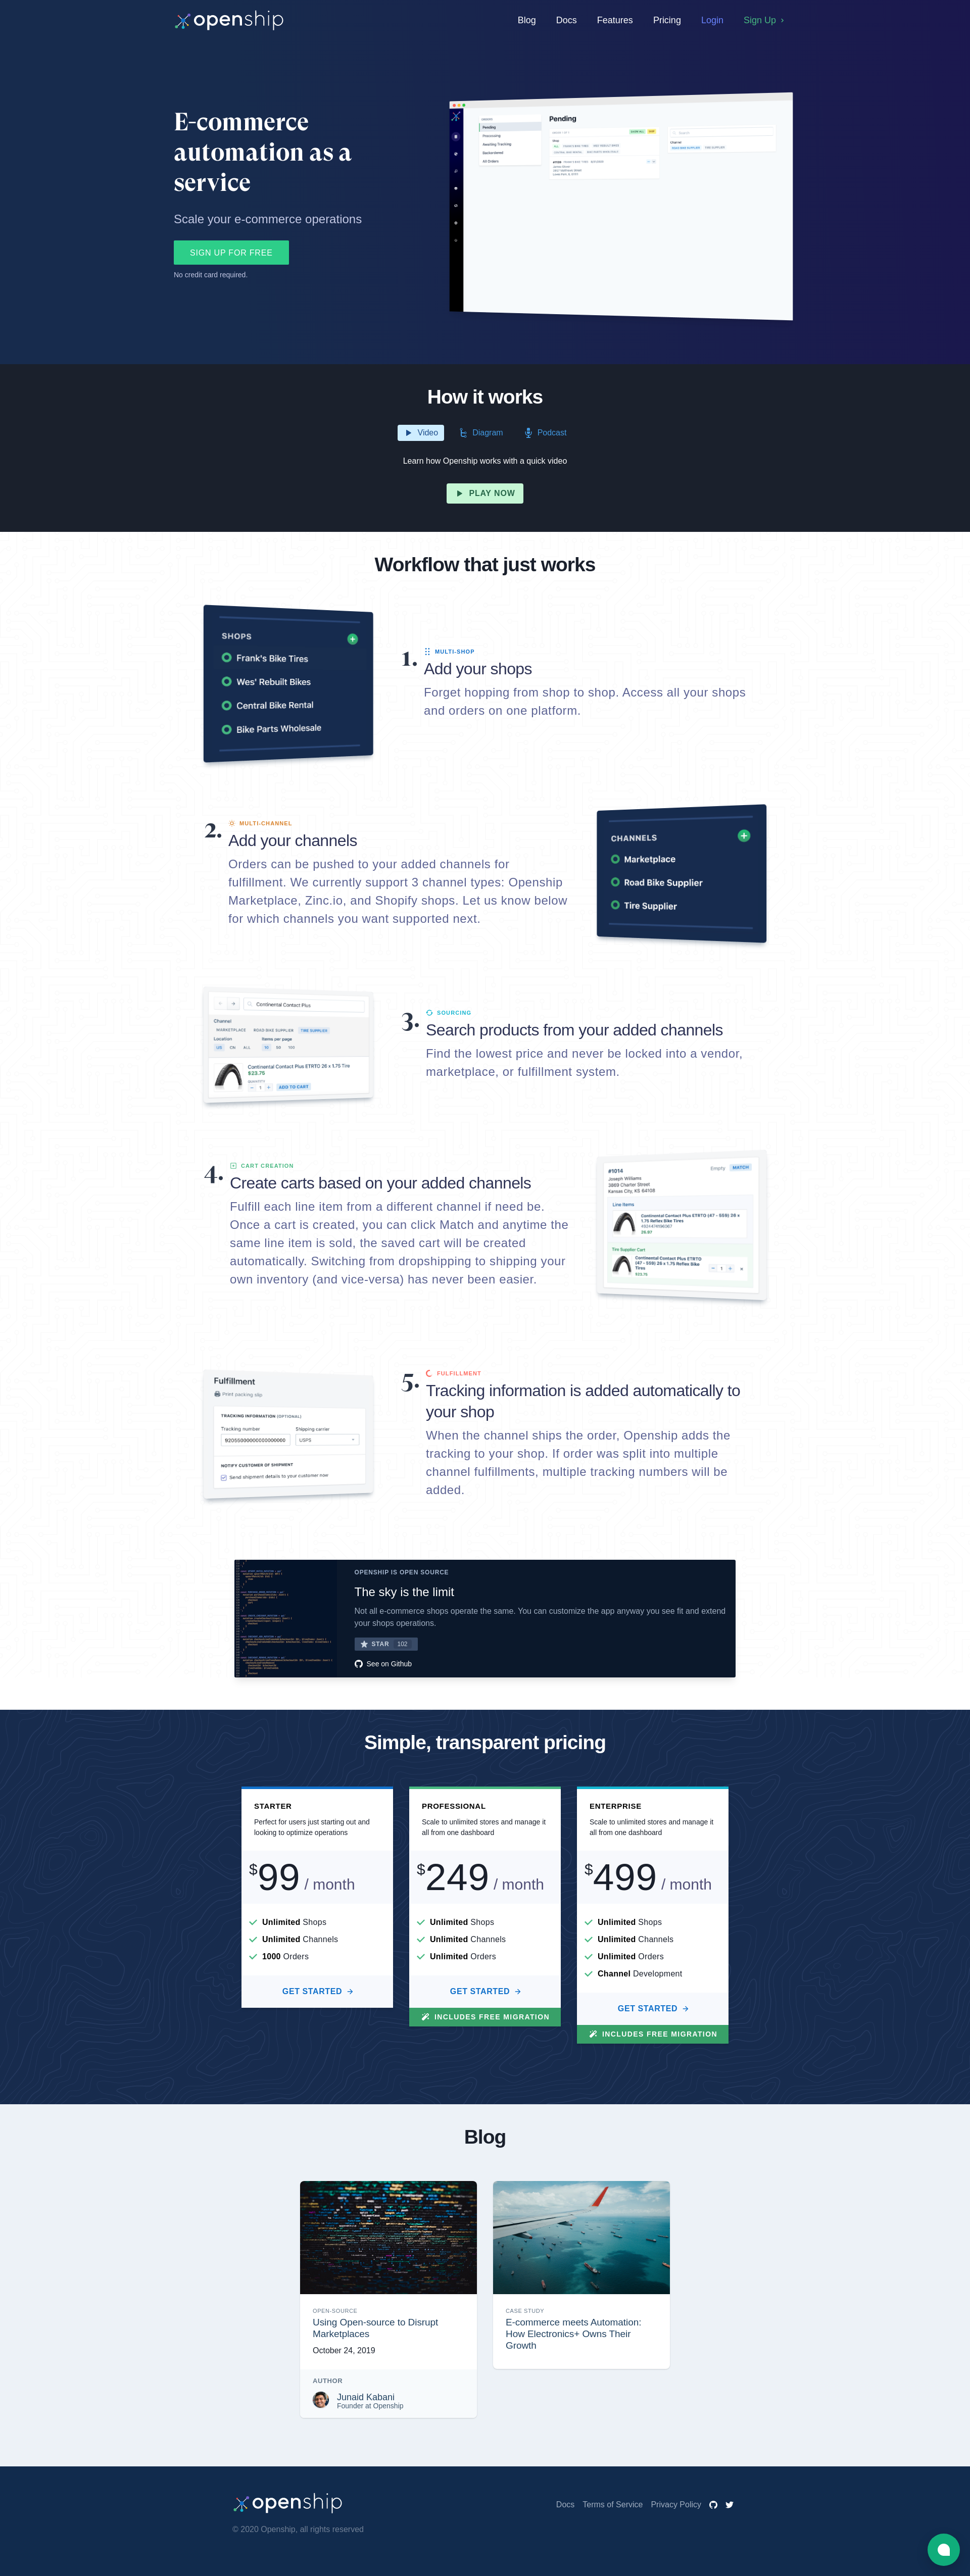 openship
Blog Docs Features Pricing Login Sign Up
E-commerce
automation as a
service
Scale your e-commerce operations
SIGN UP FOR FREE
No credit card required.
Pending
Pending
Processing
Awaiting Tracking
Backordered
All Orders
Search
How it works
Video Diagram Podcast
Learn how Openship works with a quick video
PLAY NOW
Workflow that just works
SHOPS
Frank's Bike Tires
Wes' Rebuilt Bikes
Central Bike Rental
Bike Parts Wholesale
1.
MULTI-SHOP
Add your shops
Forget hopping from shop to shop. Access all your shops
and orders on one platform.
2.
MULTI-CHANNEL
Add your channels
Orders can be pushed to your added channels for
fulfillment. We currently support 3 channel types: Openship
Marketplace, Zinc.io, and Shopify shops. Let us know below
for which channels you want supported next.
CHANNELS
Marketplace
Road Bike Supplier
Tire Supplier
Continental Contact Plus
Channel
MARKETPLACE ROAD BIKE SUPPLIER TIRE SUPPLIER
Location Items per page
US CN ALL 10 50 100
Continental Contact Plus ETRTO 26 x 1.75 Tire
$23.75
QUANTITY
1 ADD TO CART
3.
SOURCING
Search products from your added channels
Find the lowest price and never be locked into a vendor,
marketplace, or fulfillment system.
4.
CART CREATION
Create carts based on your added channels
Fulfill each line item from a different channel if need be.
Once a cart is created, you can click Match and anytime the
same line item is sold, the saved cart will be created
automatically. Switching from dropshipping to shipping your
own inventory (and vice-versa) has never been easier.
#1014 Empty MATCH
Joseph Williams
3869 Charter Street
Kansas City, KS 64108
Line Items
Continental Contact Plus ETRTO (47 - 559) 26 x
1.75 Reflex Bike Tires
Tire Supplier Cart
Continental Contact Plus ETRTO
(47 - 559) 26 x 1.75 Reflex Bike
Tires
1
Fulfillment
Print packing slip
TRACKING INFORMATION (OPTIONAL)
Tracking number Shipping carrier
USPS
NOTIFY CUSTOMER OF SHIPMENT
Send shipment details to your customer now
5.
FULFILLMENT
Tracking information is added automatically to
your shop
When the channel ships the order, Openship adds the
tracking to your shop. If order was split into multiple
channel fulfillments, multiple tracking numbers will be
added.
OPENSHIP IS OPEN SOURCE
The sky is the limit
Not all e-commerce shops operate the same. You can customize the app anyway you see fit and extend
your shops operations.
STAR 102
See on Github
Simple, transparent pricing
STARTER
Perfect for users just starting out and
looking to optimize operations
$99 / month
Unlimited Shops
Unlimited Channels
1000 Orders
GET STARTED
PROFESSIONAL
Scale to unlimited stores and manage it
all from one dashboard
$249 / month
Unlimited Shops
Unlimited Channels
Unlimited Orders
GET STARTED
INCLUDES FREE MIGRATION
ENTERPRISE
Scale to unlimited stores and manage it
all from one dashboard
$499 / month
Unlimited Shops
Unlimited Channels
Unlimited Orders
Channel Development
GET STARTED
INCLUDES FREE MIGRATION
Blog
OPEN-SOURCE
Using Open-source to Disrupt
Marketplaces
October 24, 2019
AUTHOR
Junaid Kabani
Founder at Openship
CASE STUDY
E-commerce meets Automation:
How Electronics+ Owns Their
Growth
openship
Docs Terms of Service Privacy Policy
© 2020 Openship, all rights reserved